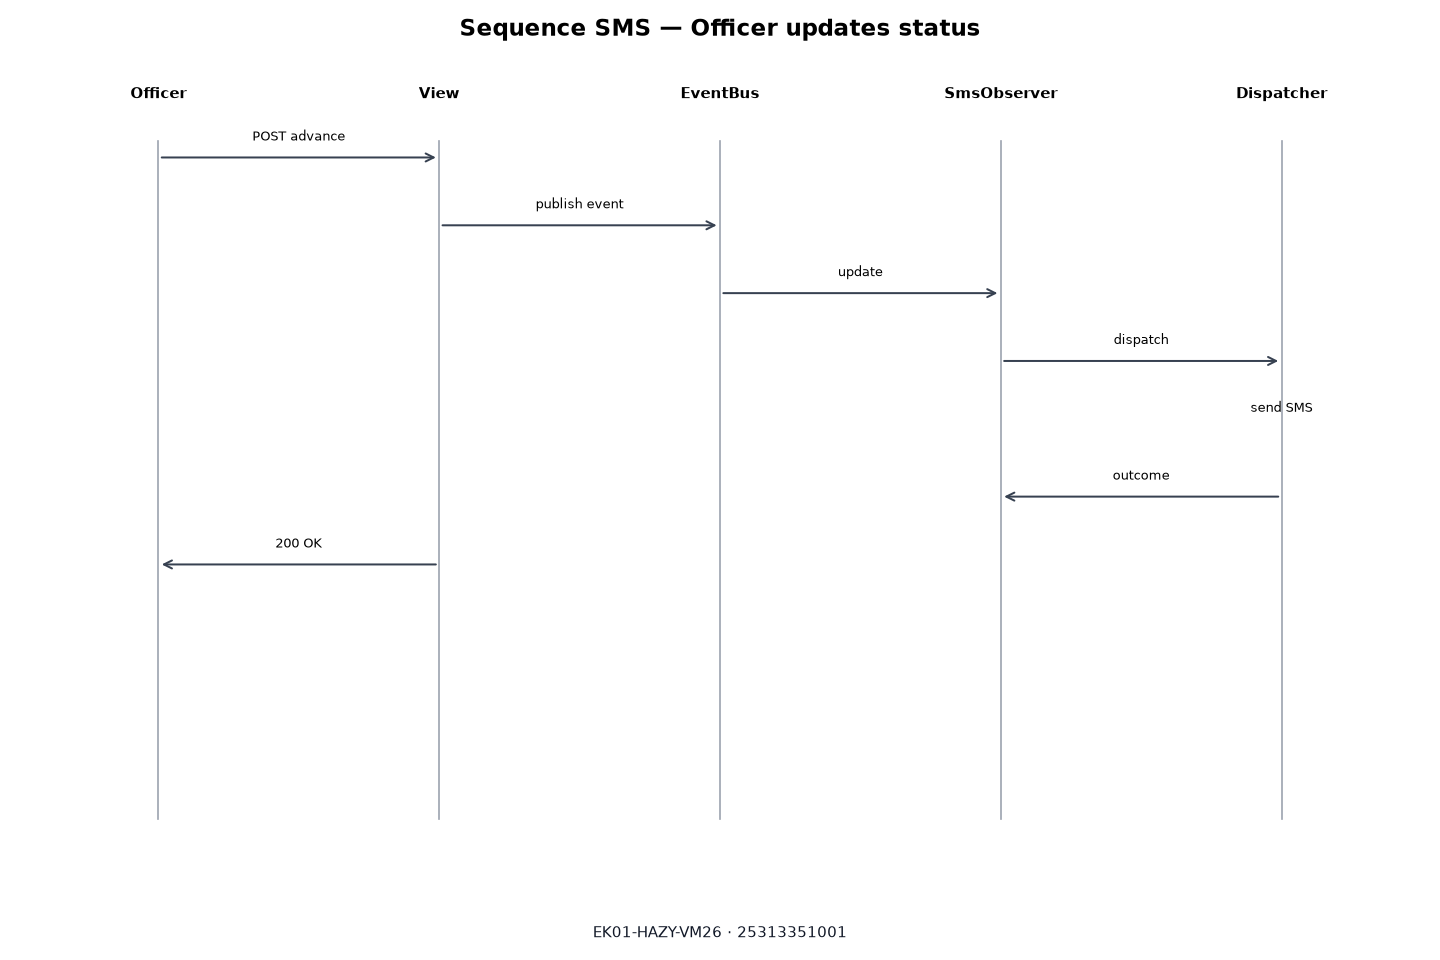 Sequence SMS — Officer updates status
Officer View EventBus SmsObserver Dispatcher
POST advance
publish event
update
dispatch
send SMS
outcome
200 OK
EK01-HAZY-VM26 · 25313351001